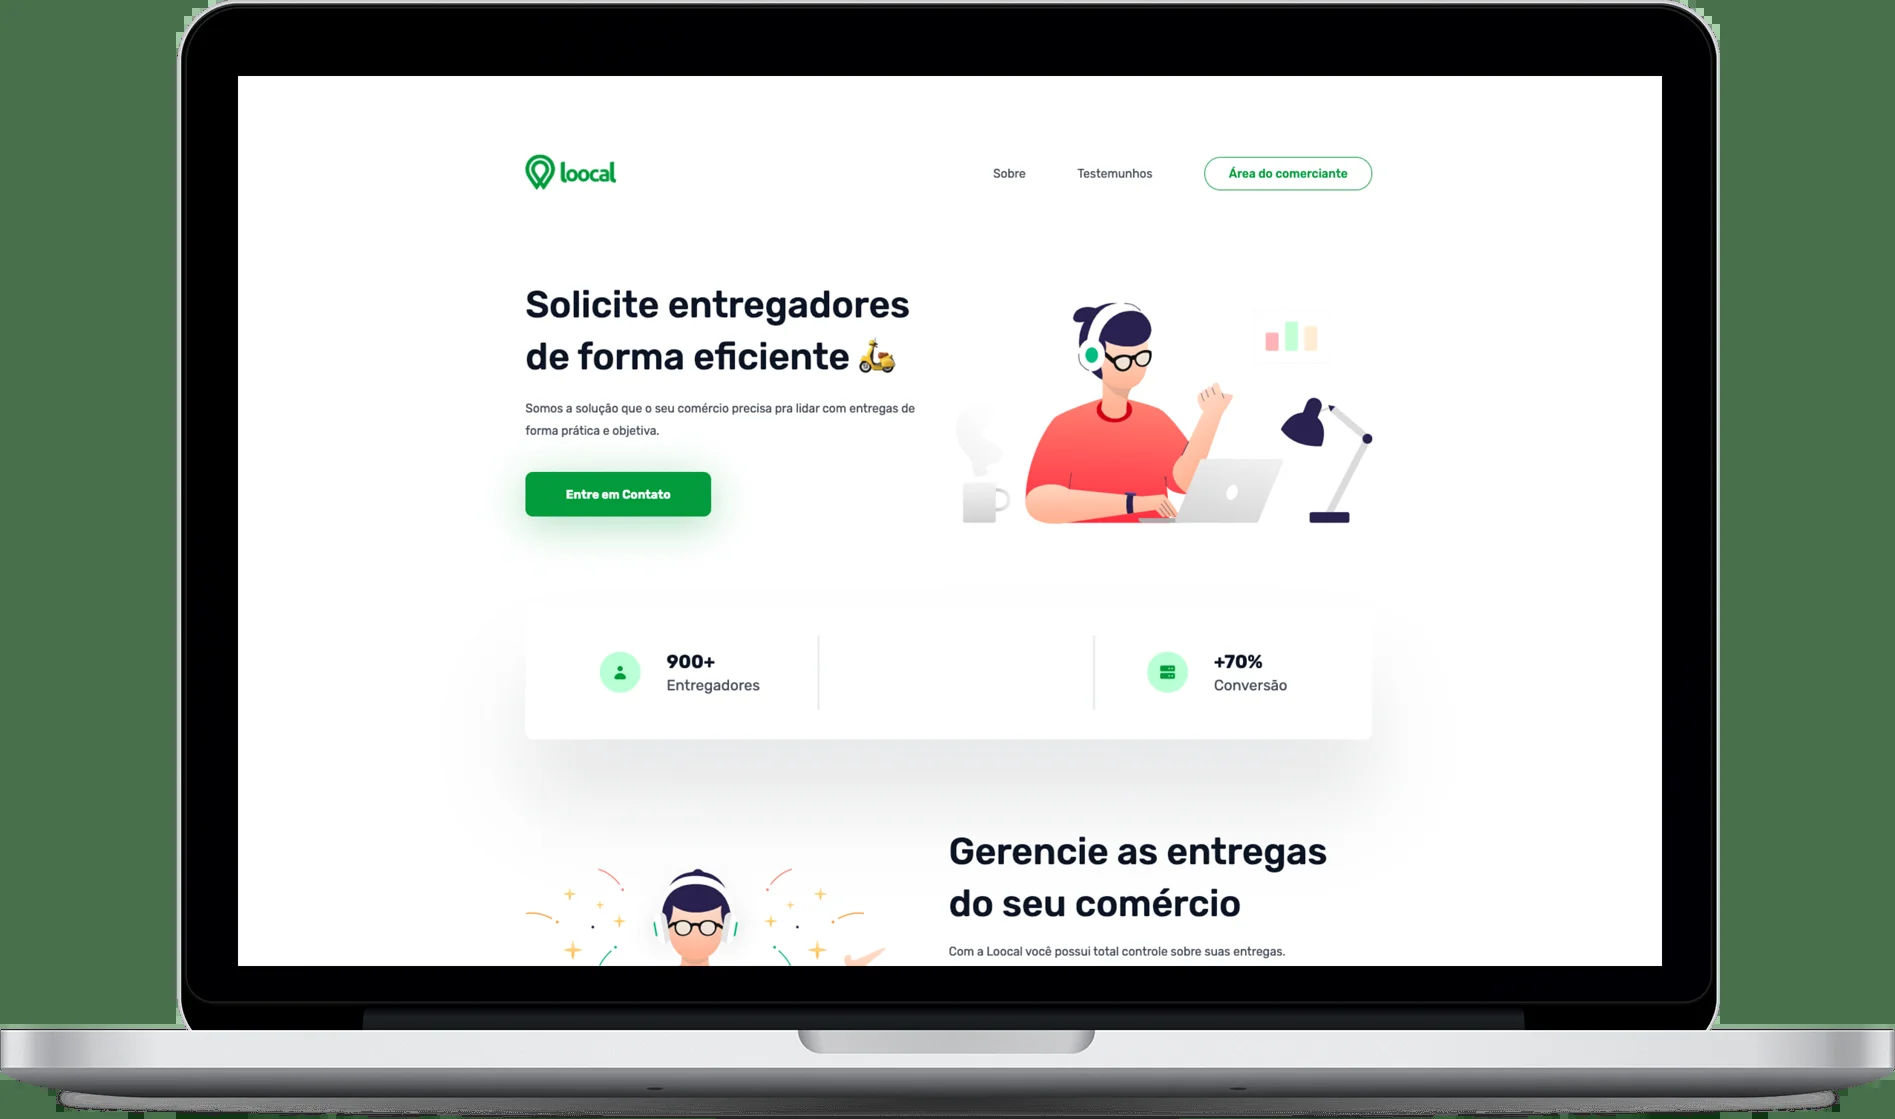 loocal
Sobre
Testemunhos
Área do comerciante
Solicite entregadores
de forma eficiente
Somos a solução que o seu comércio precisa pra lidar com entregas de
forma prática e objetiva.
Entre em Contato
900+
Entregadores
+70%
Conversão
Gerencie as entregas
do seu comércio
Com a Loocal você possui total controle sobre suas entregas.